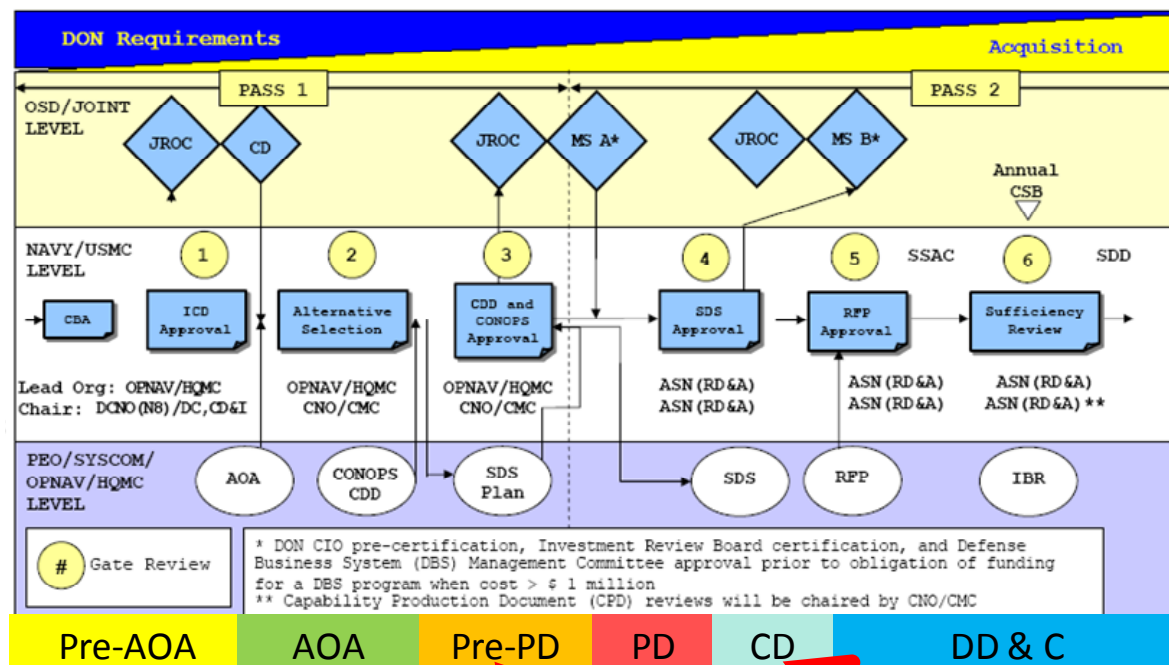 DON Requirements
Acquisition
PASS 1
PASS 2
OSD/JOINT
LEVEL
JROC
CD
JROC
MS A*
JROC
MS B*
Annual
CSB
NAVY/USMC
LEVEL
1
2
3
4
5
SSAC
6
SDD
CBA
ICD
Approval
Alternative
Selection
CDD and
CONOPS
Approval
SDS
Approval
RFP
Approval
Sufficiency
Review
Lead Org: OPNAV/HQMC
Chair: DCNO(N8)/DC,CD&I
OPNAV/HQMC
CNO/CMC
OPNAV/HQMC
CNO/CMC
ASN(RD&A)
ASN(RD&A)
ASN(RD&A)
ASN(RD&A)
ASN(RD&A)
ASN(RD&A)**
PEO/SYSCOM/
OPNAV/HQMC
LEVEL
AOA
CONOPS
CDD
SDS
Plan
SDS
RFP
IBR
# Gate Review
* DON CIO pre-certification, Investment Review Board certification, and Defense
Business System (DBS) Management Committee approval prior to obligation of funding
for a DBS program when cost > $ 1 million
** Capability Production Document (CPD) reviews will be chaired by CNO/CMC
Pre-AOA
AOA
Pre-PD
PD
CD
DD & C